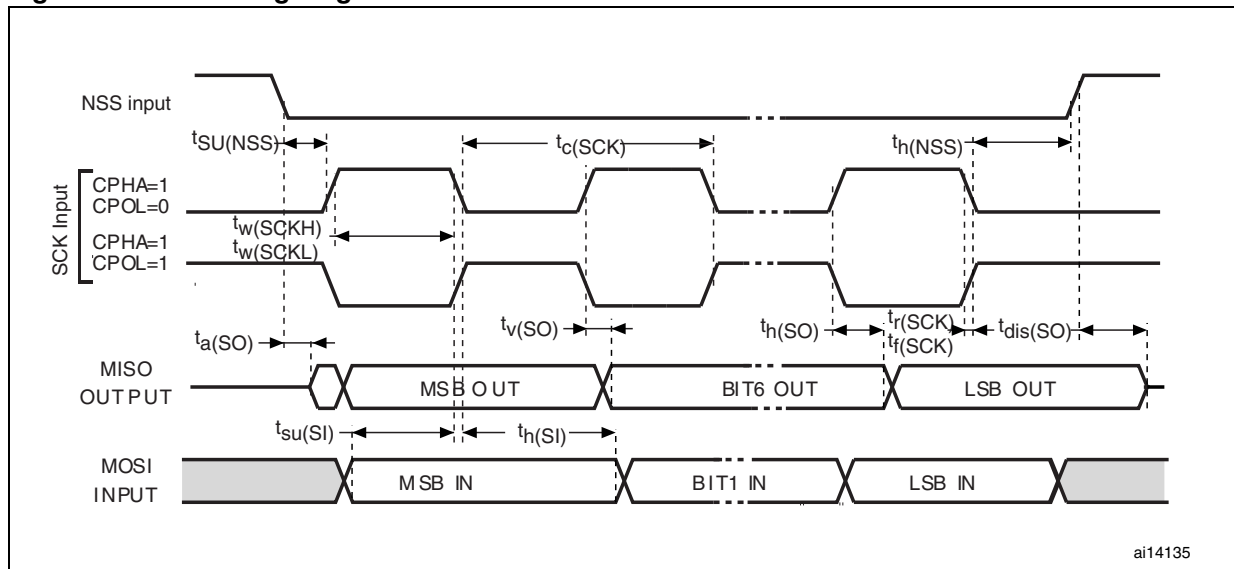 NSS input
tSU(NSS)
tc(SCK)
th(NSS)
SCK Input
CPHA=1
CPOL=0
tw(SCKH)
tw(SCKL)
CPHA=1
CPOL=1
ta(SO)
tv(SO)
th(SO)
tr(SCK)
tf(SCK)
tdis(SO)
MISO
OUTPUT
MSB OUT
BIT6 OUT
LSB OUT
tsu(SI)
th(SI)
MOSI
INPUT
MSB IN
BIT1 IN
LSB IN
ai14135